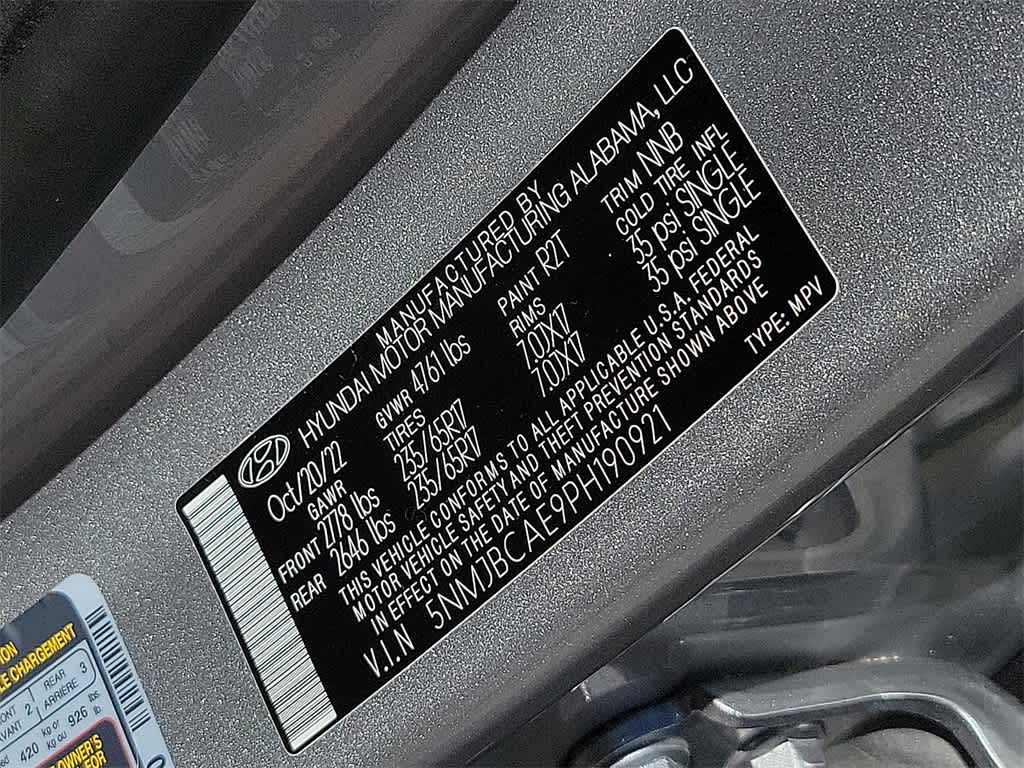 MANUFACTURED BY
HYUNDAI MOTOR MANUFACTURING ALABAMA, LLC
Oct/20/22 GVWR 4761 lbs PAINT R2T TRIM NNB
GAWR TIRES RIMS COLD TIRE INFL
FRONT 2778 lbs 235/65R17 7.0JX17 35 psi SINGLE
REAR 2646 lbs 235/65R17 7.0JX17 35 psi SINGLE
THIS VEHICLE CONFORMS TO ALL APPLICABLE U.S.A. FEDERAL
MOTOR VEHICLE SAFETY AND THEFT PREVENTION STANDARDS
IN EFFECT ON THE DATE OF MANUFACTURE SHOWN ABOVE
V.I.N 5NMJBCAE9PH190921 TYPE: MPV
CHARGEMENT
2 REAR 3
ARRIÈRE
420 kg or 926 lbs.
kg ou lb.
OWNER'S
FOR